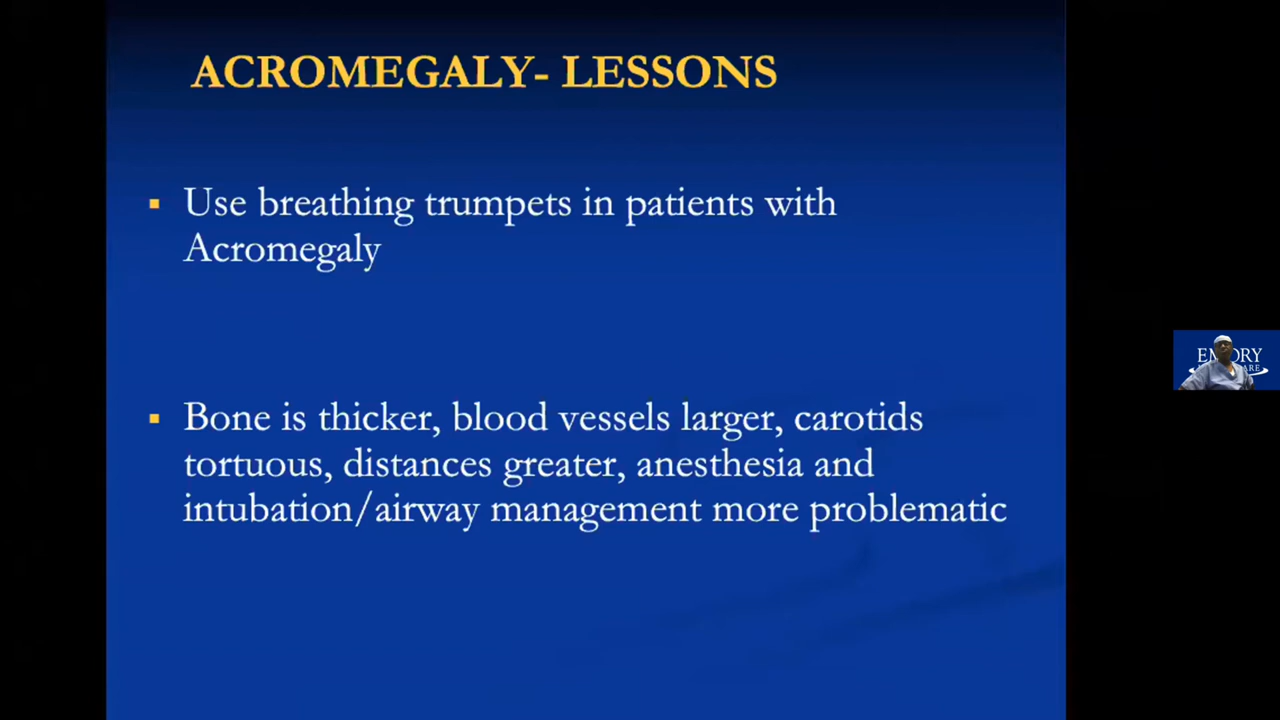 ACROMEGALY- LESSONS
Use breathing trumpets in patients with
Acromegaly
Bone is thicker, blood vessels larger, carotids
tortuous, distances greater, anesthesia and
intubation/airway management more problematic